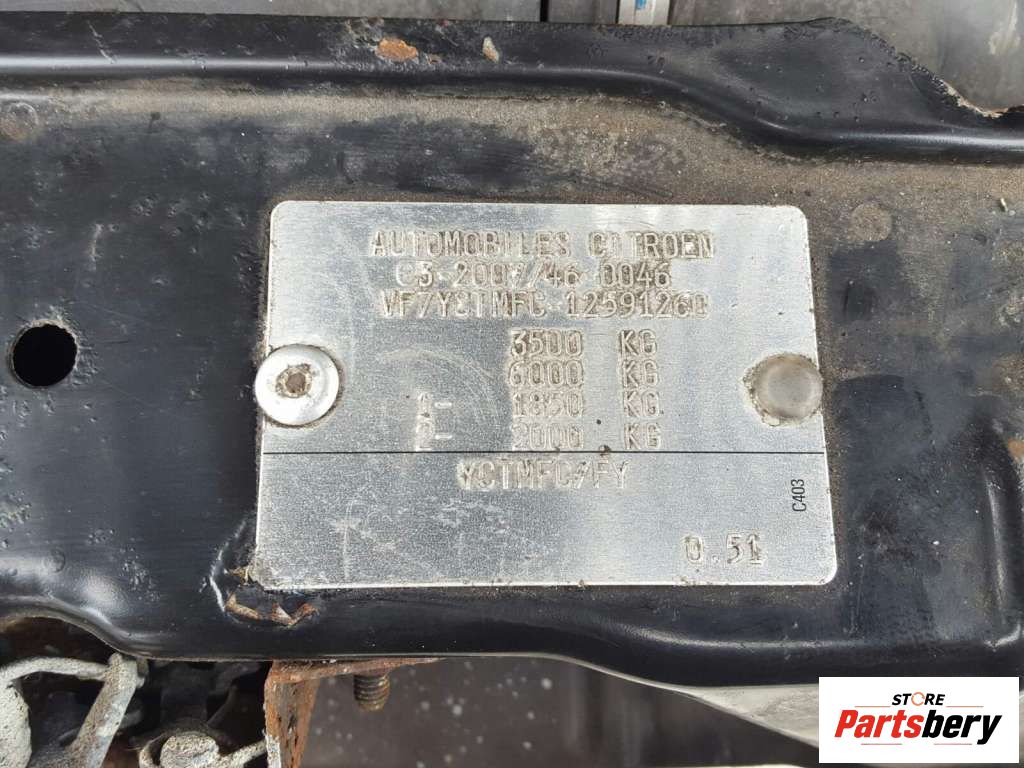 AUTOMOBILES CITROEN
e3*2007/46*0046
VF7YCTMFC 12591260
3500 KG
6000 KG
1- 1850 KG
2- 2000 KG
YCTMFC/FY
C403
0.51
STORE
Partsbery